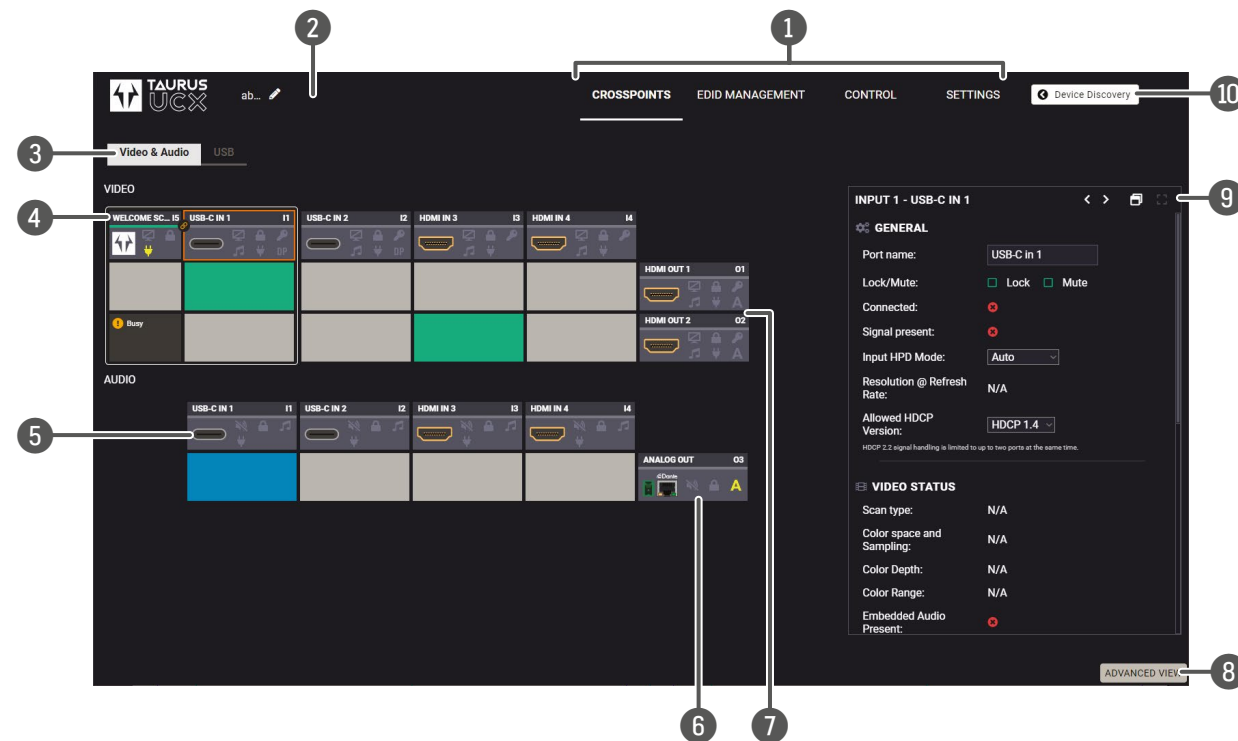 2
1
TAURUS
UCX
ab...
CROSSPOINTS
EDID MANAGEMENT
CONTROL
SETTINGS
Device Discovery
10
3
Video & Audio
USB
VIDEO
4
WELCOME SC... I5
USB-C IN 1 I1
USB-C IN 2 I2
HDMI IN 3 I3
HDMI IN 4 I4
DP
DP
HDMI OUT 1 O1
A
Busy
HDMI OUT 2 O2
A
AUDIO
5
USB-C IN 1 I1
USB-C IN 2 I2
HDMI IN 3 I3
HDMI IN 4 I4
ANALOG OUT O3
Dante
A
9
INPUT 1 - USB-C IN 1
GENERAL
Port name: USB-C in 1
Lock/Mute: Lock Mute
Connected:
Signal present:
Input HPD Mode: Auto
Resolution @ Refresh
Rate: N/A
Allowed HDCP
Version: HDCP 1.4
HDCP 2.2 signal handling is limited to up to two ports at the same time.
VIDEO STATUS
Scan type: N/A
Color space and
Sampling: N/A
Color Depth: N/A
Color Range: N/A
Embedded Audio
Present:
ADVANCED VIEW
8
6
7